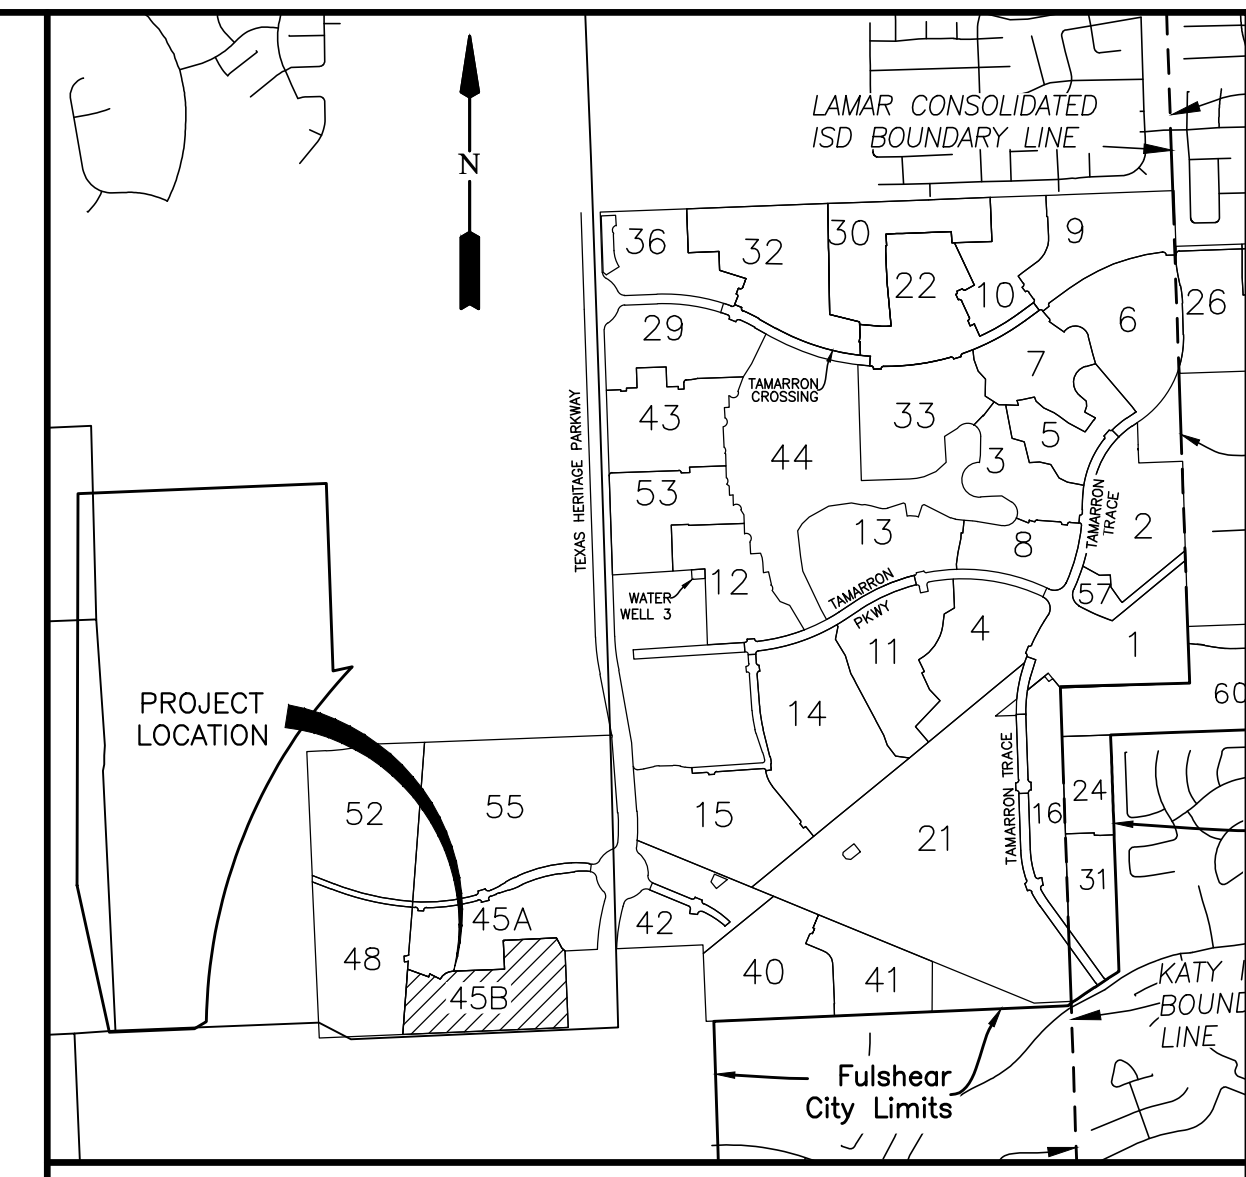 LAMAR CONSOLIDATED
ISD BOUNDARY LINE
N
36
32
30
9
22
10
6
26
29
7
TAMARRON
CROSSING
43
33
5
44
3
TEXAS HERITAGE PARKWAY
53
13
8
TAMARRON
TRACE
2
12
WATER
WELL 3
TAMARRON
PKWY
57
11
4
1
60
PROJECT
LOCATION
14
52
55
15
21
TAMARRON TRACE
16
24
31
45A
42
48
45B
40
41
KATY I
BOUND
LINE
Fulshear
City Limits